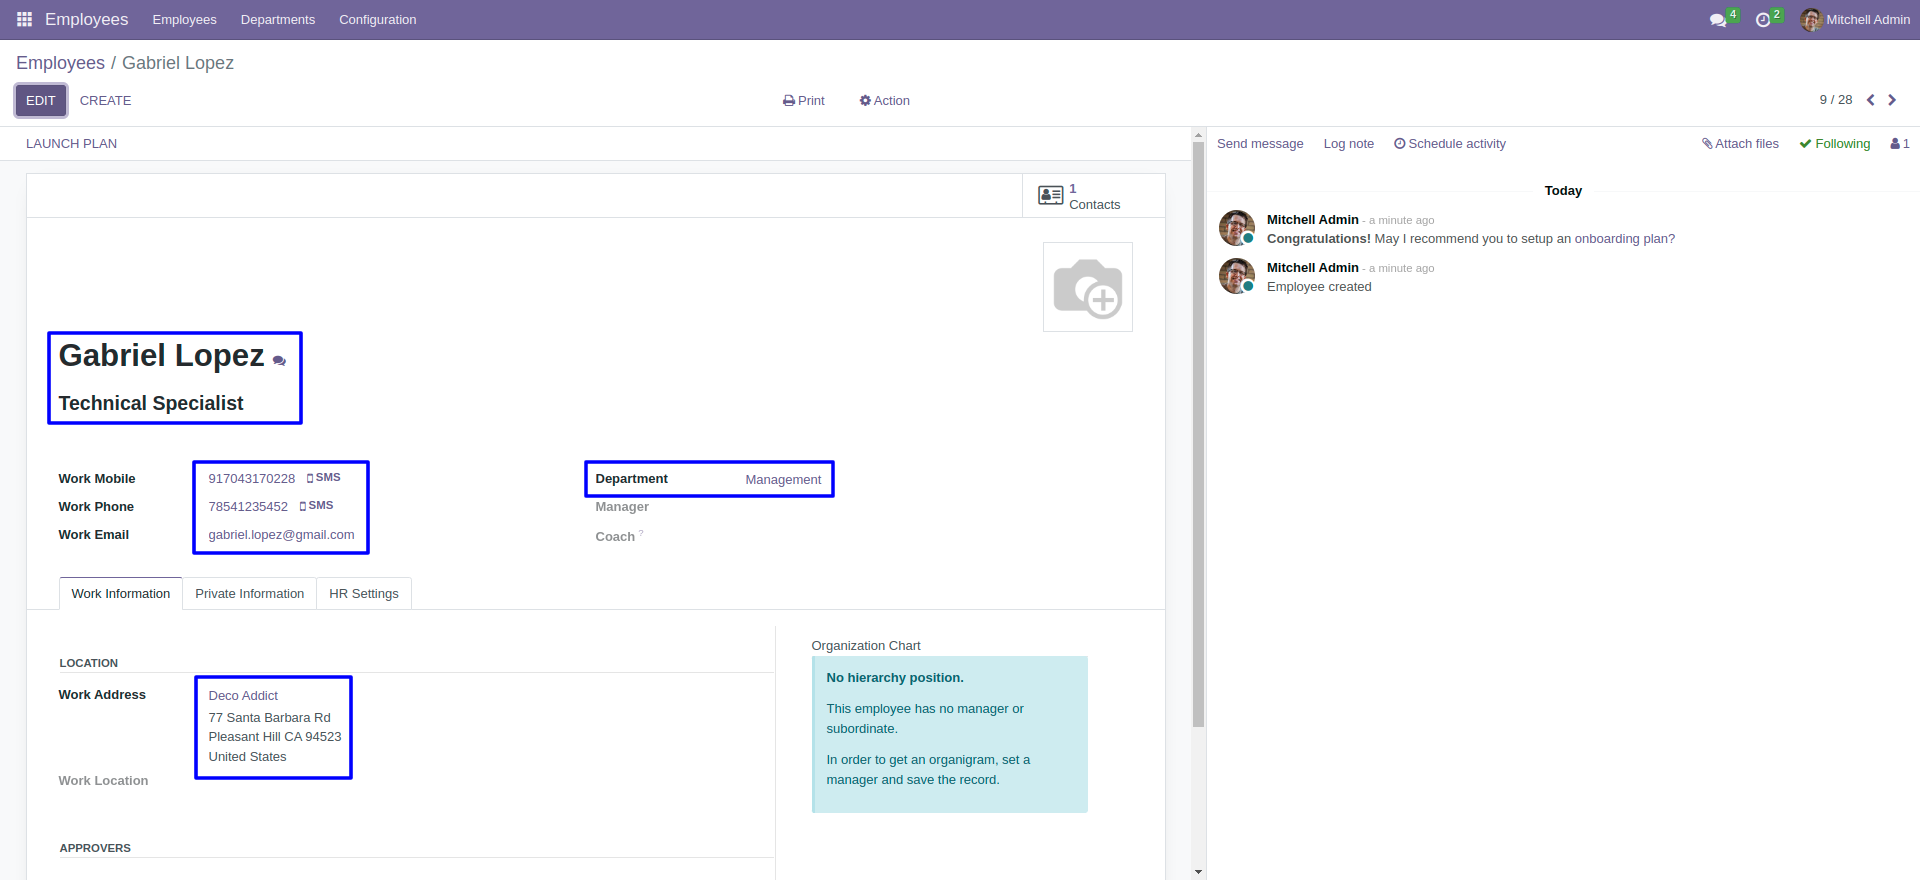 Employees Employees Departments Configuration 4 2 Mitchell Admin
Employees / Gabriel Lopez
EDIT CREATE Print Action 9 / 28
LAUNCH PLAN
1
Contacts
Gabriel Lopez
Technical Specialist
Work Mobile 917043170228 SMS
Work Phone 78541235452 SMS
Work Email gabriel.lopez@gmail.com
Department Management
Manager
Coach ?
Work Information Private Information HR Settings
LOCATION
Work Address Deco Addict
77 Santa Barbara Rd
Pleasant Hill CA 94523
United States
Work Location
APPROVERS
Organization Chart
No hierarchy position.
This employee has no manager or
subordinate.
In order to get an organigram, set a
manager and save the record.
Send message Log note Schedule activity Attach files Following 1
Today
Mitchell Admin - a minute ago
Congratulations! May I recommend you to setup an onboarding plan?
Mitchell Admin - a minute ago
Employee created